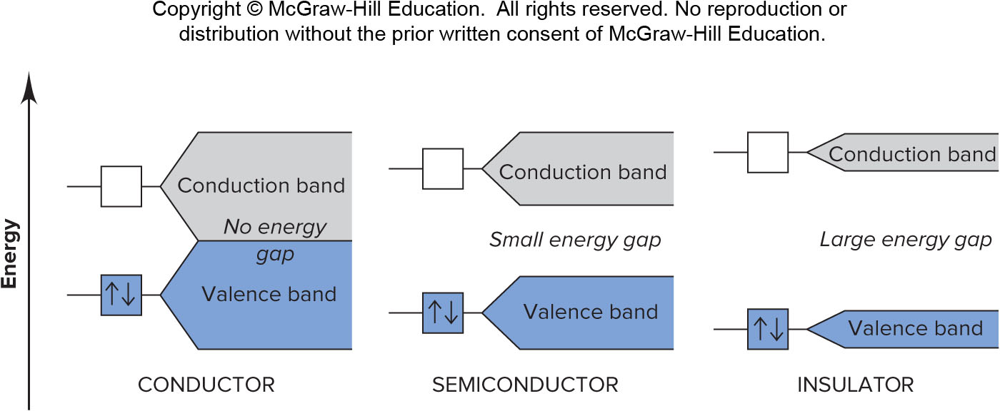 Copyright © McGraw-Hill Education.  All rights reserved. No reproduction or
distribution without the prior written consent of McGraw-Hill Education.
Energy
Conduction band
No energy
gap
Valence band
CONDUCTOR
Conduction band
Small energy gap
Valence band
SEMICONDUCTOR
Conduction band
Large energy gap
Valence band
INSULATOR